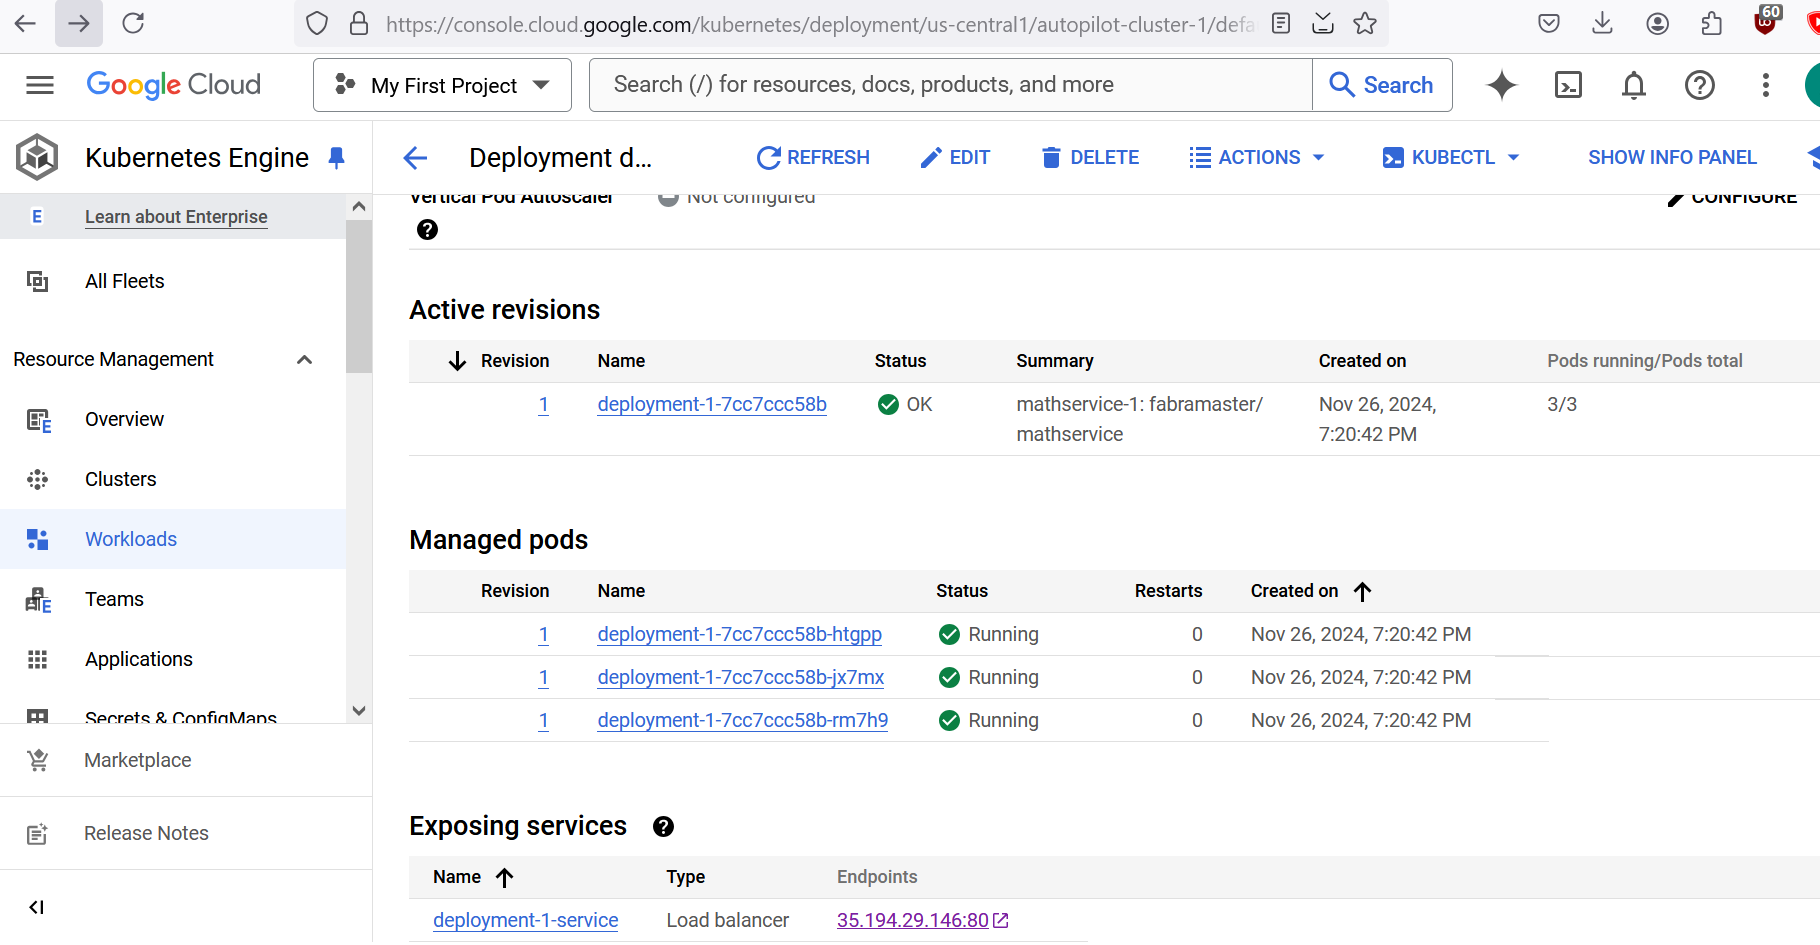 https://console.cloud.google.com/kubernetes/deployment/us-central1/autopilot-cluster-1/defa
60
Google Cloud
My First Project
Search (/) for resources, docs, products, and more
Search
Kubernetes Engine
Deployment d...
REFRESH
EDIT
DELETE
ACTIONS
KUBECTL
SHOW INFO PANEL
E
Learn about Enterprise
All Fleets
Resource Management
Overview
E
Clusters
Workloads
Teams
E
Applications
Secrets & ConfigMaps
Marketplace
Release Notes
Vertical Pod Autoscaler
Not configured
CONFIGURE
Active revisions
Revision Name Status Summary Created on Pods running/Pods total
1 deployment-1-7cc7ccc58b OK mathservice-1: fabramaster/ Nov 26, 2024, 3/3
mathservice 7:20:42 PM
Managed pods
Revision Name Status Restarts Created on
1 deployment-1-7cc7ccc58b-htgpp Running 0 Nov 26, 2024, 7:20:42 PM
1 deployment-1-7cc7ccc58b-jx7mx Running 0 Nov 26, 2024, 7:20:42 PM
1 deployment-1-7cc7ccc58b-rm7h9 Running 0 Nov 26, 2024, 7:20:42 PM
Exposing services
Name Type Endpoints
deployment-1-service Load balancer 35.194.29.146:80